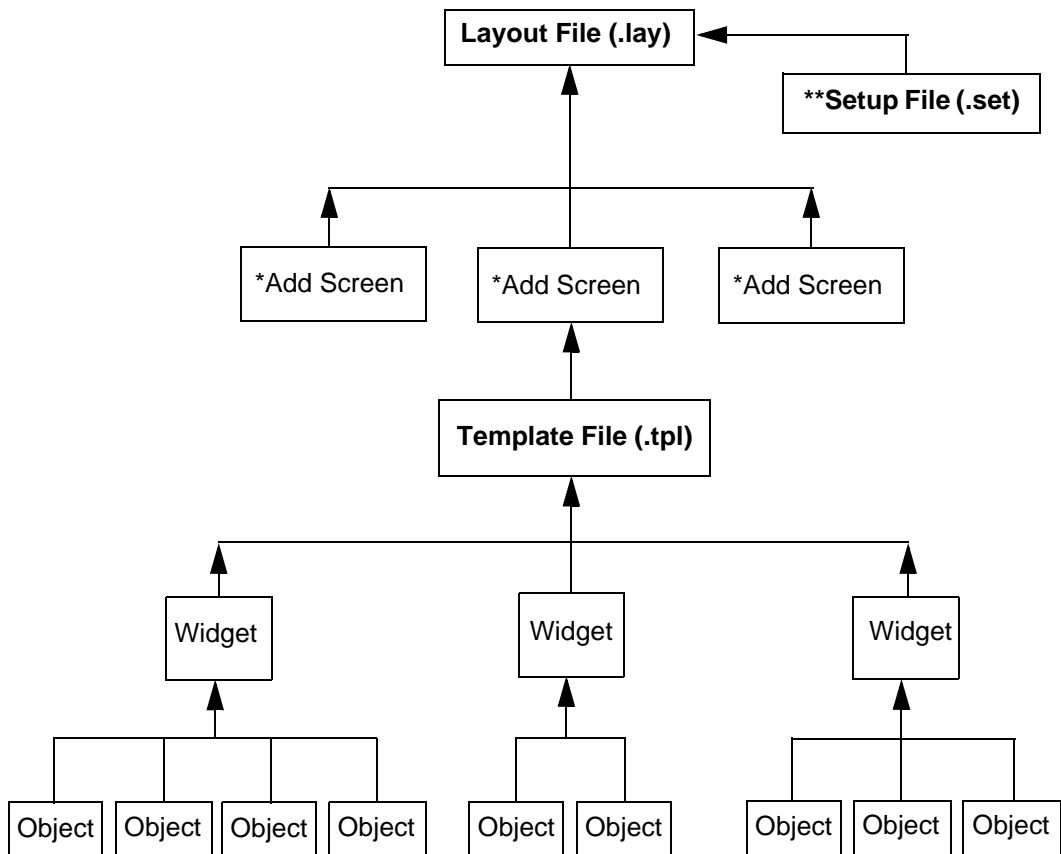 Layout File (.lay)
**Setup File (.set)
*Add Screen
*Add Screen
*Add Screen
Template File (.tpl)
Widget
Widget
Widget
Object
Object
Object
Object
Object
Object
Object
Object
Object